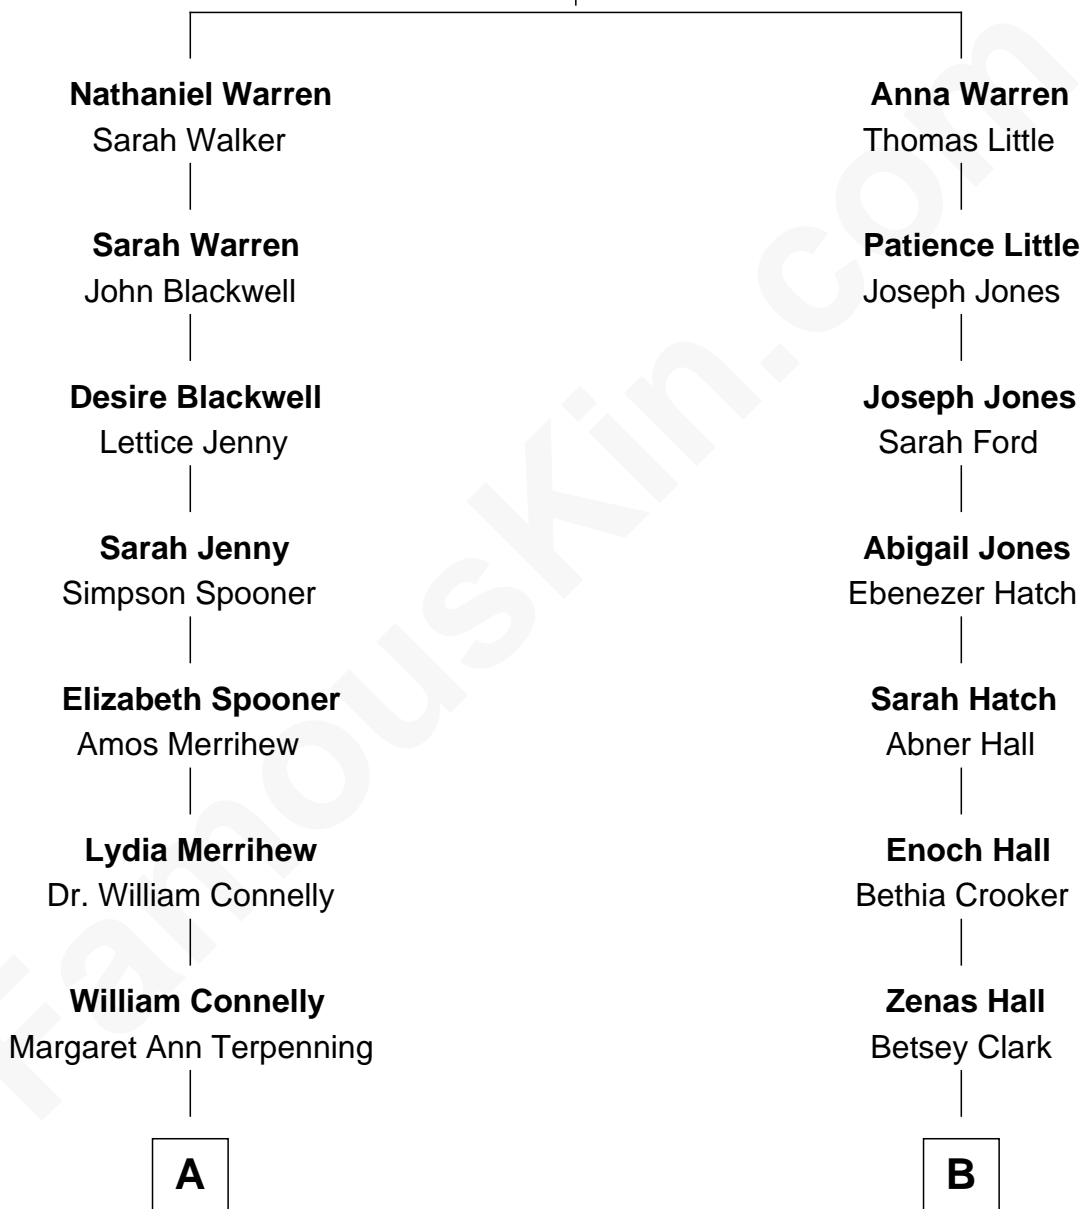 Nathaniel Warren
Sarah Walker
Anna Warren
Thomas Little
Sarah Warren
John Blackwell
Patience Little
Joseph Jones
Desire Blackwell
Lettice Jenny
Joseph Jones
Sarah Ford
Sarah Jenny
Simpson Spooner
Abigail Jones
Ebenezer Hatch
Elizabeth Spooner
Amos Merrihew
Sarah Hatch
Abner Hall
Lydia Merrihew
Dr. William Connelly
Enoch Hall
Bethia Crooker
William Connelly
Margaret Ann Terpenning
Zenas Hall
Betsey Clark
A
B
FamousKin.com